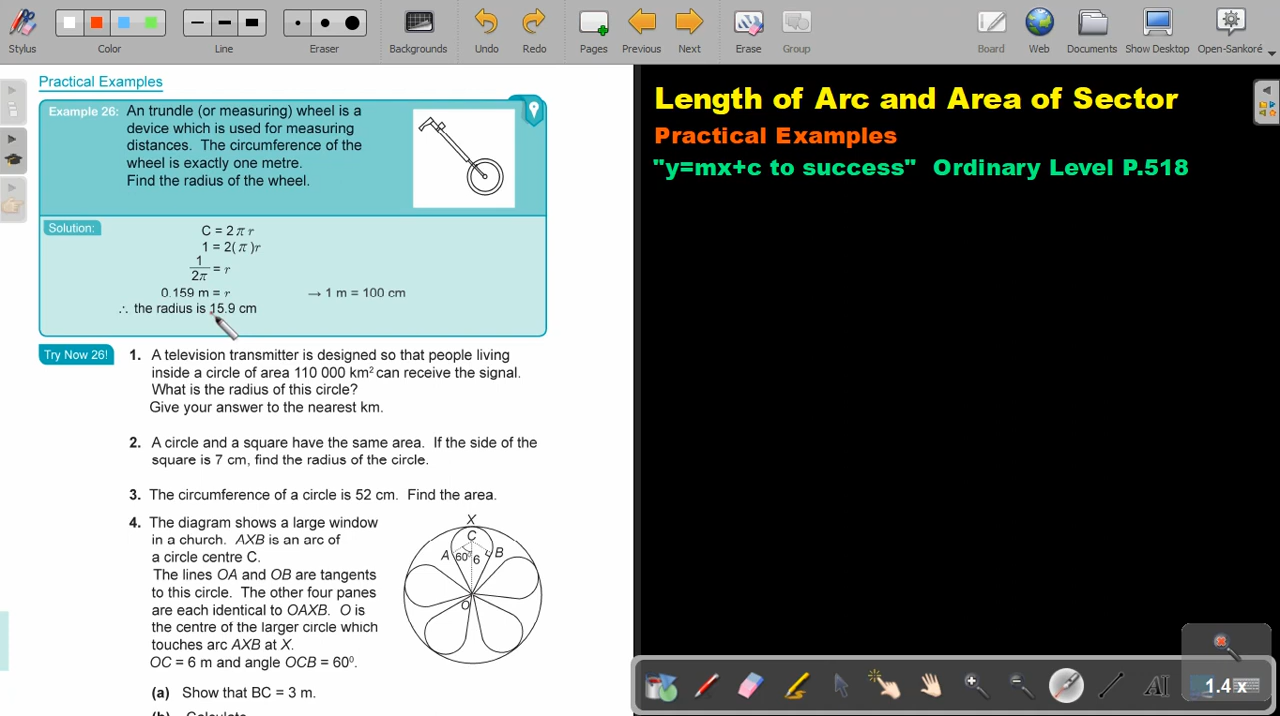 Stylus
Color
Line
Eraser
Backgrounds
Undo
Redo
Pages
Previous
Next
Erase
Group
Board
Web
Documents
Show Desktop
Open-Sankoré
Practical Examples
Example 26: An trundle (or measuring) wheel is a
device which is used for measuring
distances. The circumference of the
wheel is exactly one metre.
Find the radius of the wheel.
Solution:
C = 2 π r
1 = 2( π )r
1/2π = r
0.159 m = r → 1 m = 100 cm
∴ the radius is 15.9 cm
Try Now 26!
1. A television transmitter is designed so that people living
inside a circle of area 110 000 km² can receive the signal.
What is the radius of this circle?
Give your answer to the nearest km.
2. A circle and a square have the same area. If the side of the
square is 7 cm, find the radius of the circle.
3. The circumference of a circle is 52 cm. Find the area.
4. The diagram shows a large window
in a church. AXB is an arc of
a circle centre C.
The lines OA and OB are tangents
to this circle. The other four panes
are each identical to OAXB. O is
the centre of the larger circle which
touches arc AXB at X.
OC = 6 m and angle OCB = 60⁰.
(a) Show that BC = 3 m.
(b) Calculate
X
C
A 60⁰ 6 B
O
Length of Arc and Area of Sector
Practical Examples
"y=mx+c to success" Ordinary Level P.518
1.4 x